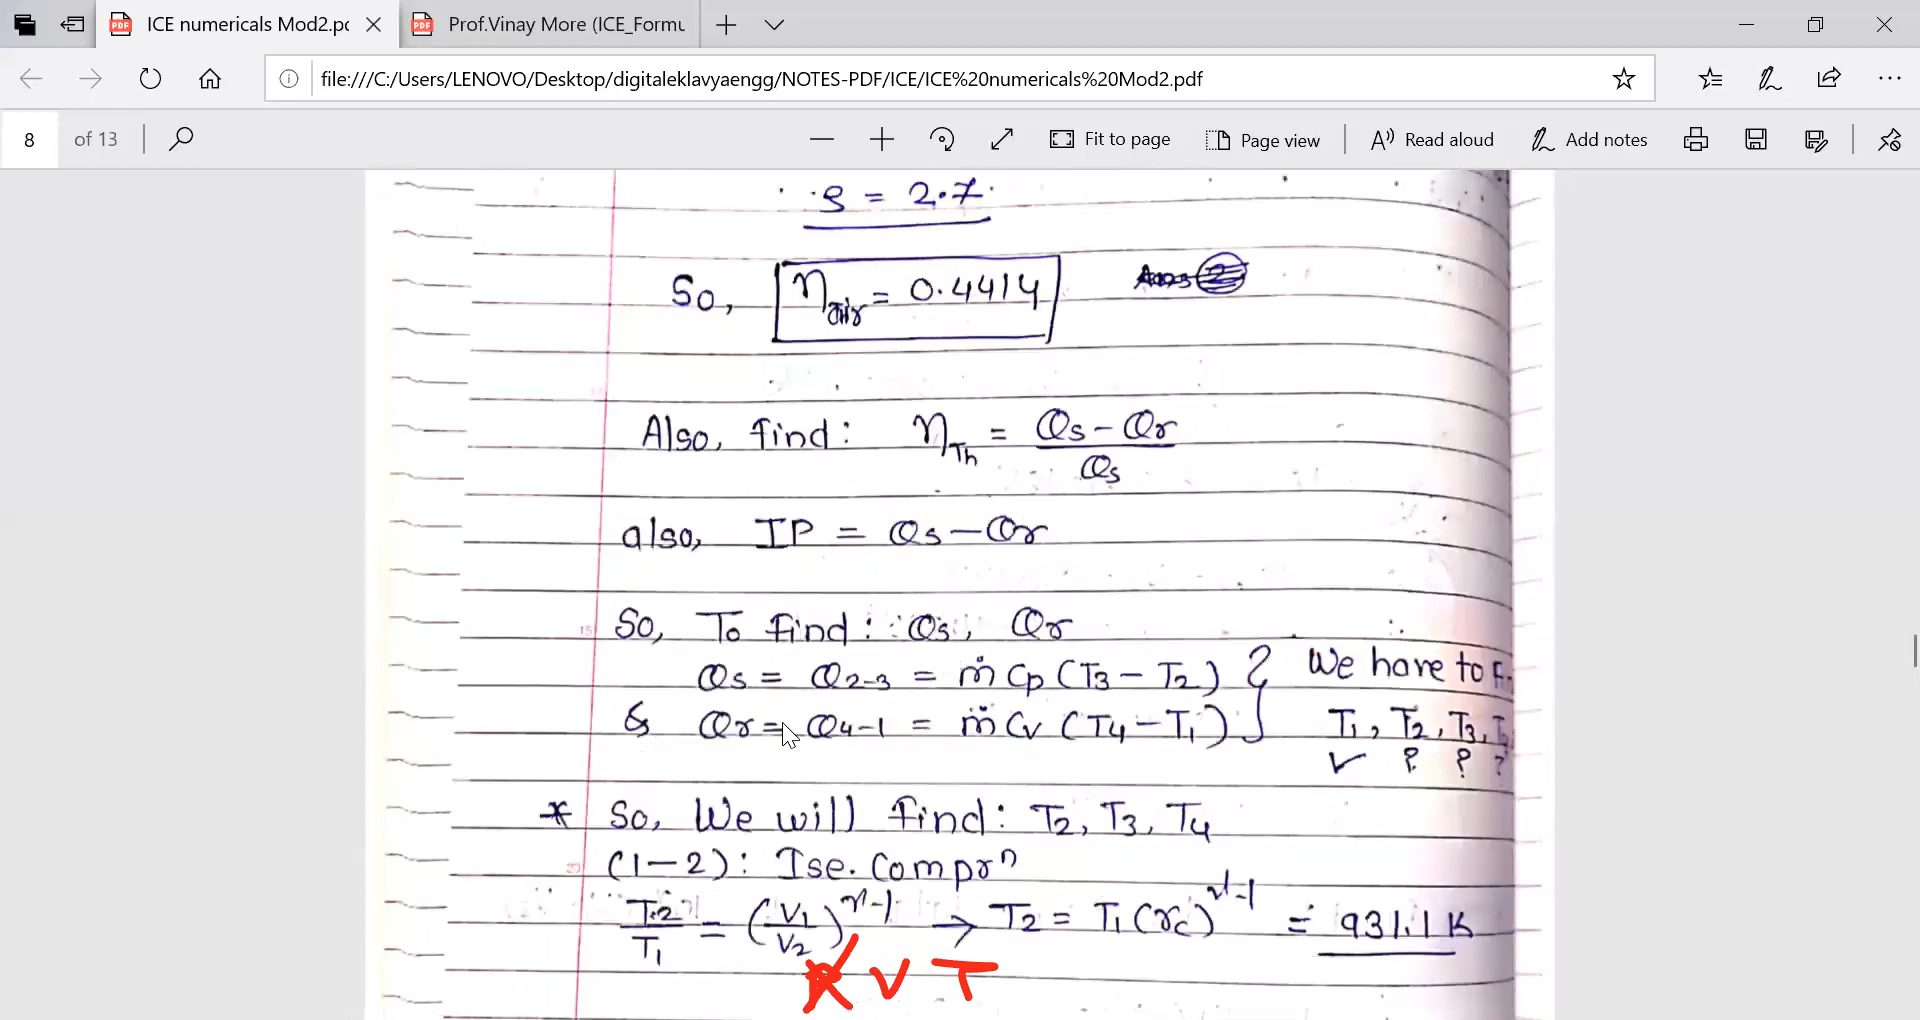 ICE numericals Mod2.pd
Prof.Vinay More (ICE_Formu
file:///C:/Users/LENOVO/Desktop/digitaleklavyaengg/NOTES-PDF/ICE/ICE%20numericals%20Mod2.pdf
8 of 13
Fit to page
Page view
Read aloud
Add notes
ϱ = 2.7
So, η_air = 0.4414
Also, find: η_Th = (Qs - Qr) / Qs
also, IP = Qs - Qr
So, To find: Qs, Qr
Qs = Q2-3 = ṁ Cp (T3 - T2) } We have to
& Qr = Q4-1 = ṁ Cv (T4 - T1) } T1, T2, T3,
✓ ? ? ?
* So, We will find: T2, T3, T4
(1-2): Ise. Comprⁿ
T2/T1 = (V1/V2)^γ-1 → T2 = T1 (rc)^γ-1 = 931.1 K
V T